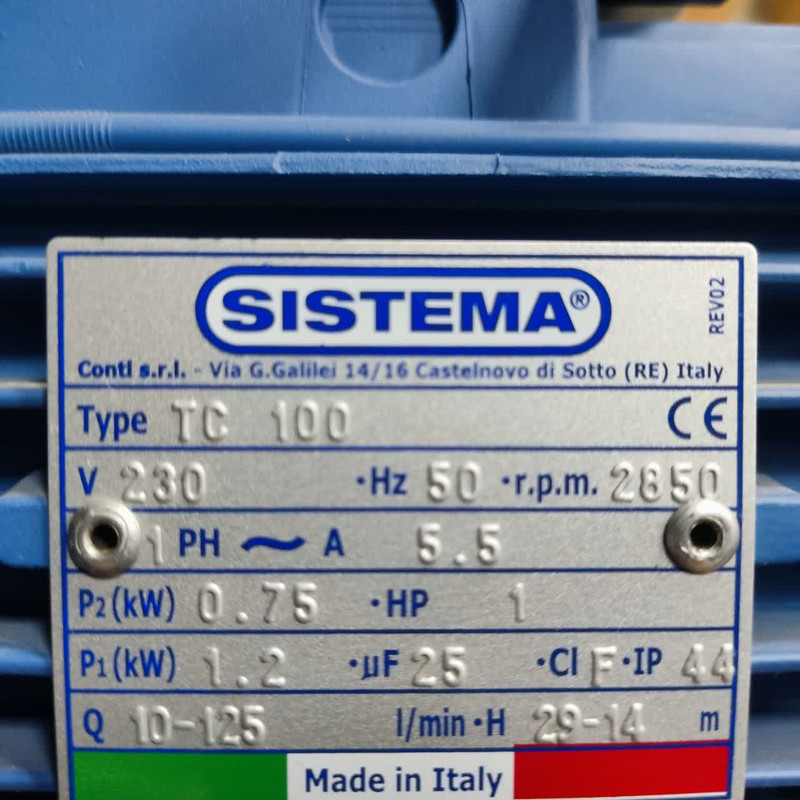 SISTEMA®
REV02
Conti s.r.l. - Via G.Galilei 14/16 Castelnovo di Sotto (RE) Italy
Type TC 100 CE
V 230 ·Hz 50 ·r.p.m. 2850
1 PH ~ A 5.5
P2(kW) 0.75 ·HP 1
P1(kW) 1.2 ·µF 25 ·Cl F ·IP 44
Q 10-125 l/min ·H 29-14 m
Made in Italy